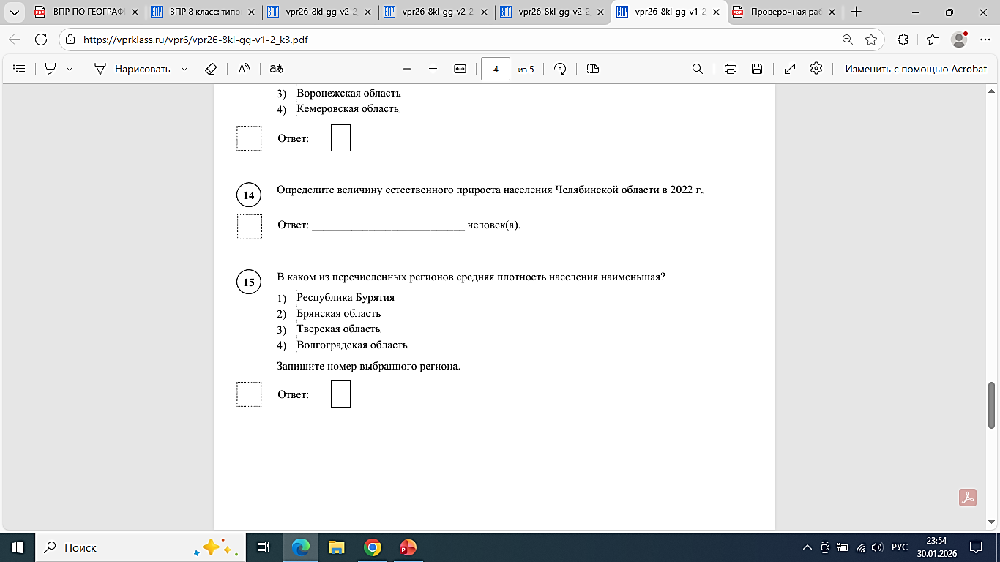 ВПР ПО ГЕОГРАФ
ВПР 8 класс: типо
vpr26-8kl-gg-v2-2
vpr26-8kl-gg-v2-2
vpr26-8kl-gg-v2-2
vpr26-8kl-gg-v1-2
Проверочная раб
https://vprklass.ru/vpr6/vpr26-8kl-gg-v1-2_k3.pdf
Нарисовать
аあ
4 из 5
Изменить с помощью Acrobat
3) Воронежская область
4) Кемеровская область
Ответ:
14 Определите величину естественного прироста населения Челябинской области в 2022 г.
Ответ: ___________________________ человек(а).
15 В каком из перечисленных регионов средняя плотность населения наименьшая?
1) Республика Бурятия
2) Брянская область
3) Тверская область
4) Волгоградская область
Запишите номер выбранного региона.
Ответ:
Поиск
РУС
23:54
30.01.2026